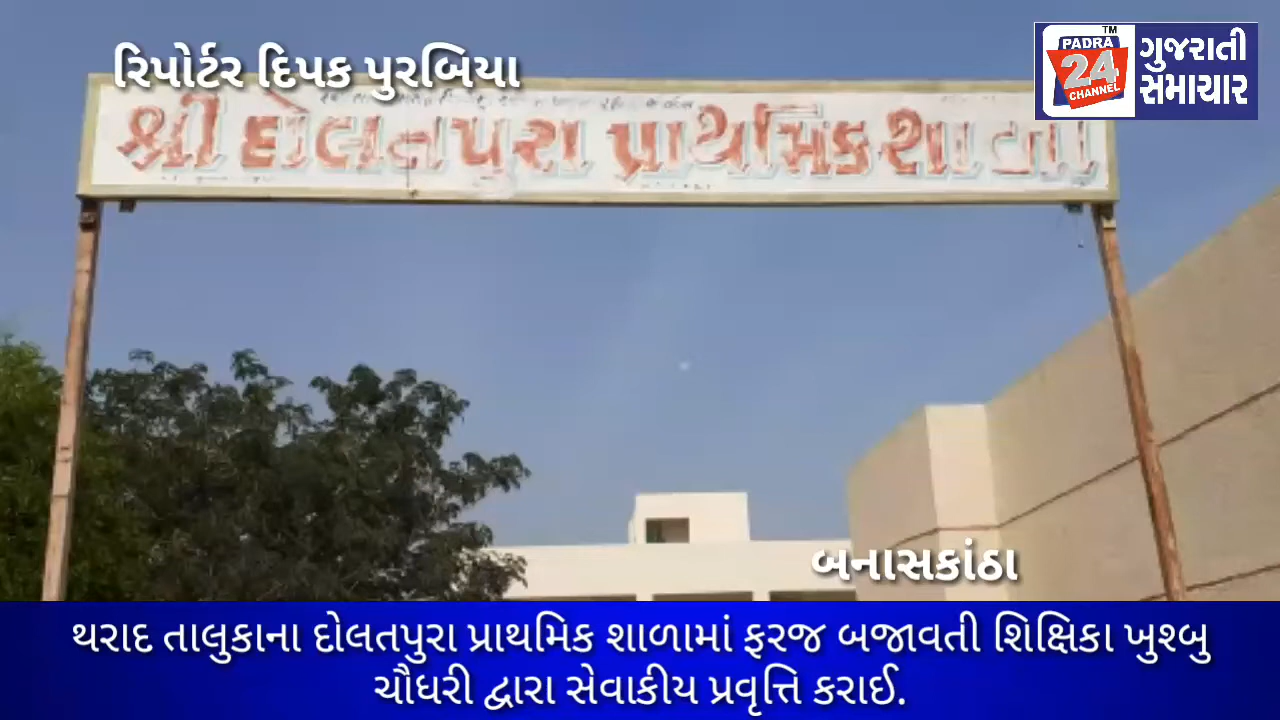 રિપોર્ટર દિપક પુરબિયા
TM
PADRA
24
CHANNEL
ગુજરાતી
સમાચાર
શ્રી દોલતપુરા પ્રાથમિક શાળા
બનાસકાંઠા
થરાદ તાલુકાના દોલતપુરા પ્રાથમિક શાળામાં ફરજ બજાવતી શિક્ષિકા ખુશ્બુ
ચૌધરી દ્વારા સેવાકીય પ્રવૃત્તિ કરાઈ.